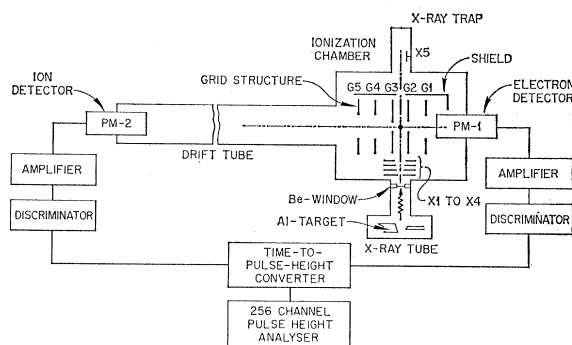 X-RAY TRAP
IONIZATION
CHAMBER
X5
SHIELD
GRID STRUCTURE
G5 G4 G3 G2 G1
ION
DETECTOR
ELECTRON
DETECTOR
PM-2
PM-1
DRIFT TUBE
AMPLIFIER
AMPLIFIER
Be-WINDOW
X1 TO X4
DISCRIMINATOR
DISCRIMINATOR
Al-TARGET
X-RAY TUBE
TIME-TO-
PULSE-HEIGHT
CONVERTER
256 CHANNEL
PULSE HEIGHT
ANALYSER